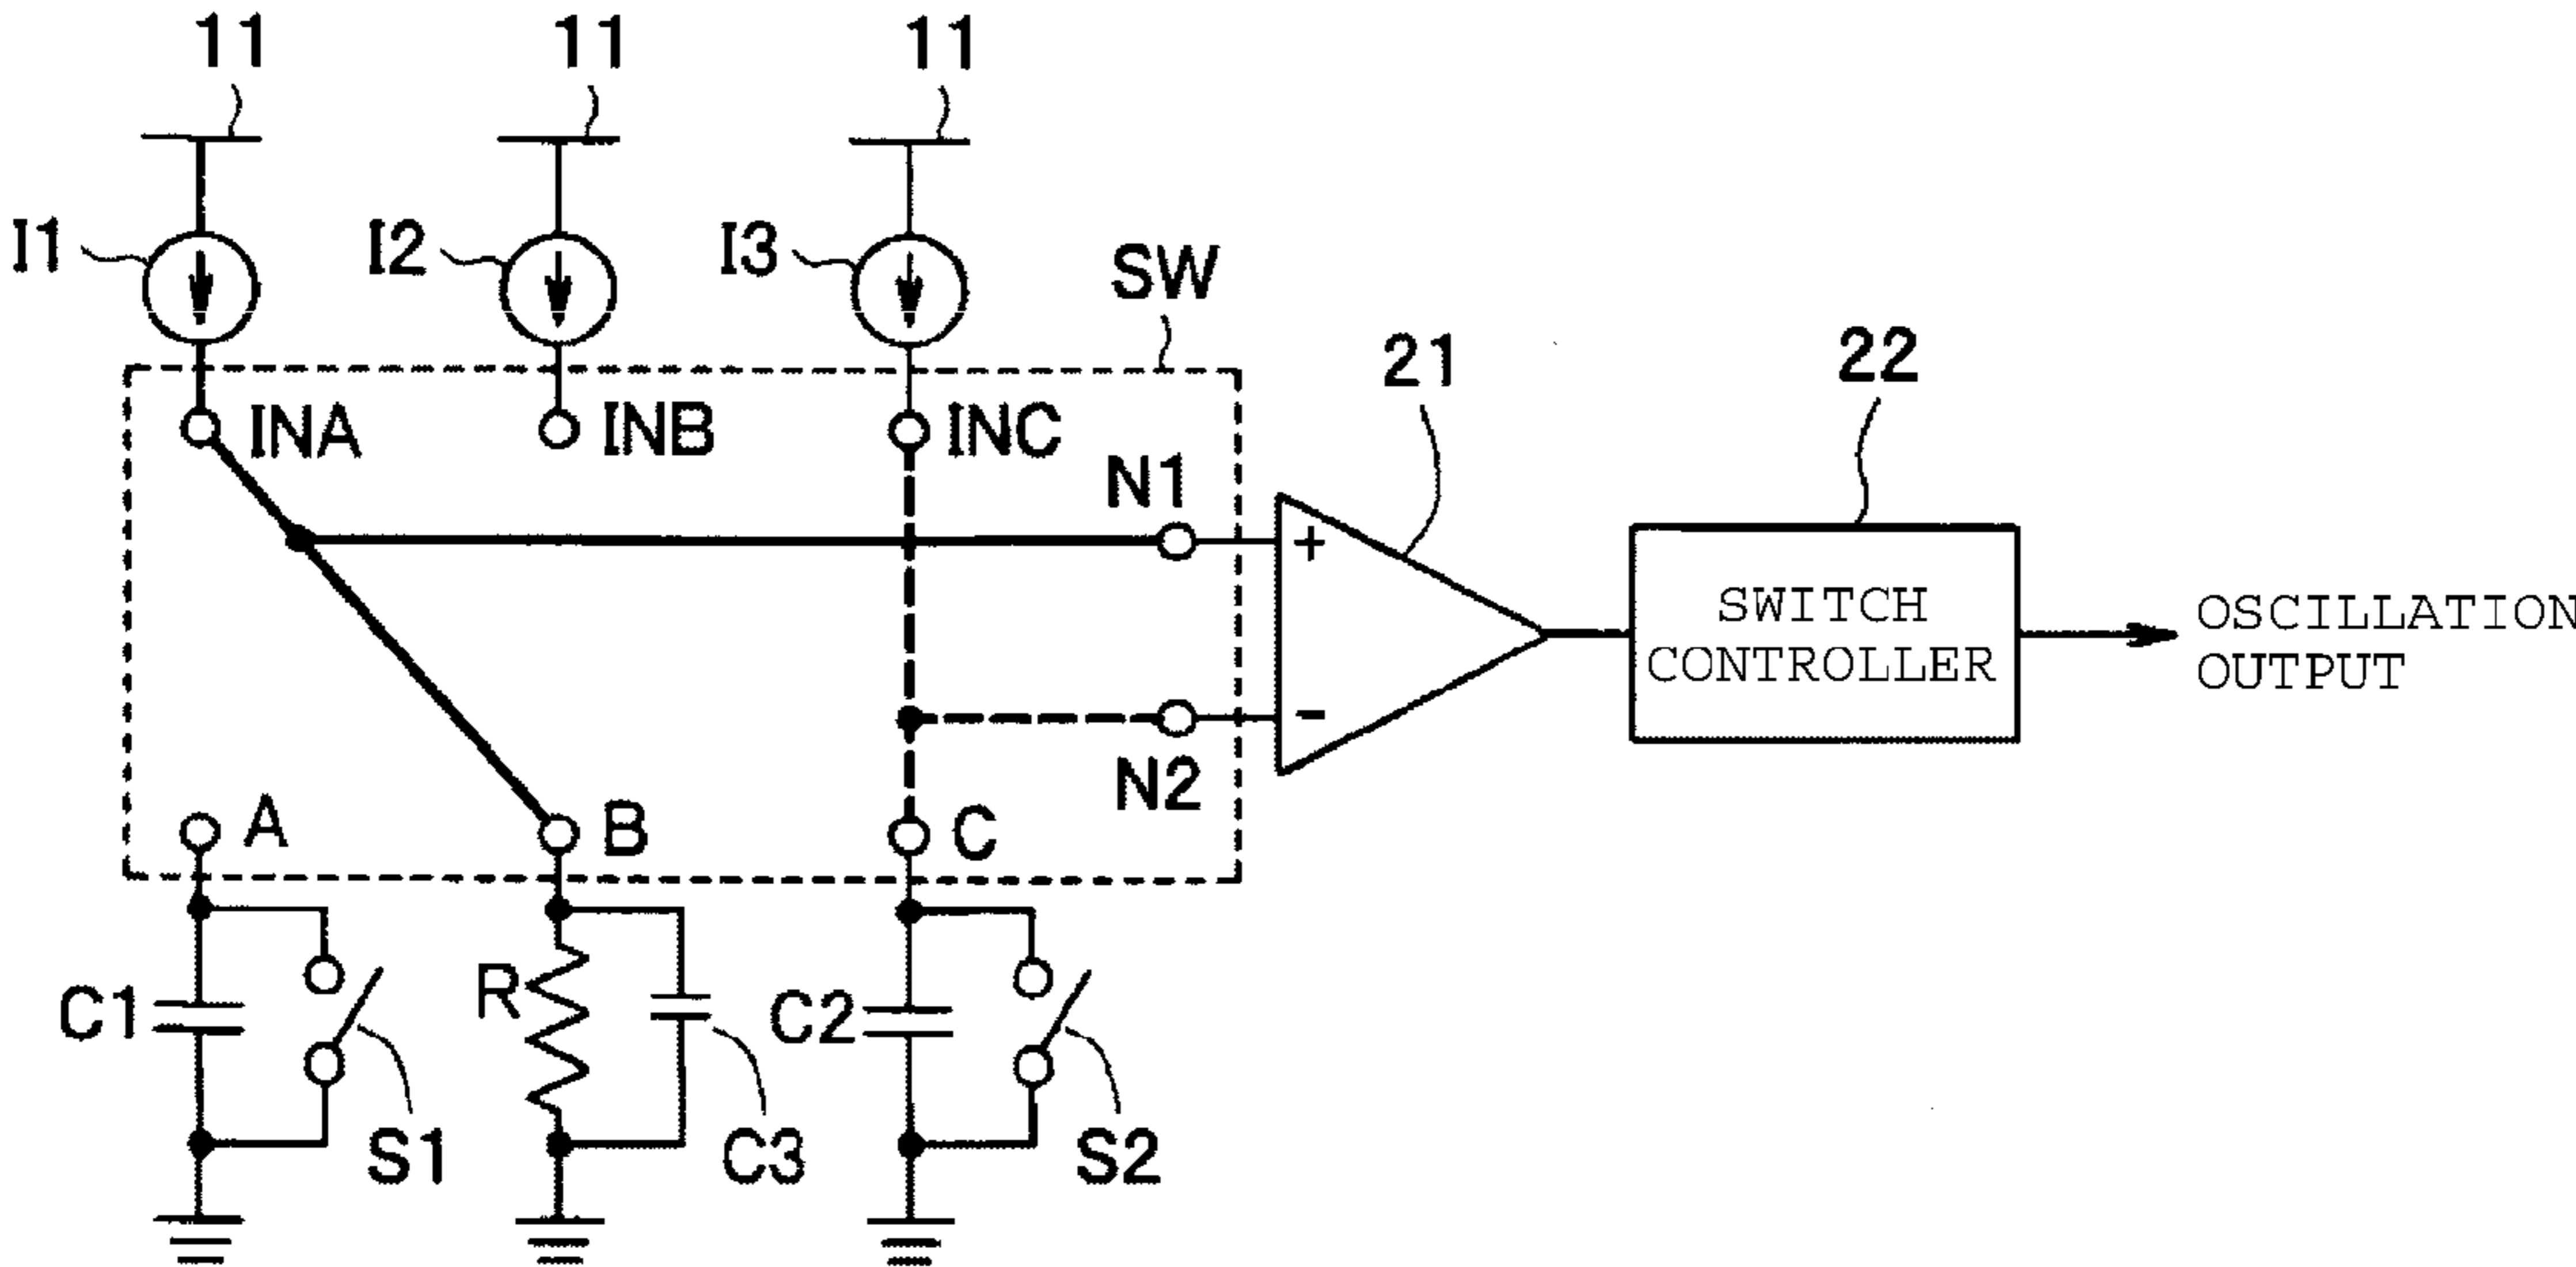 11 11 11
I1 I2 I3 SW
21 22
INA INB INC
N1
+
SWITCH
CONTROLLER
OSCILLATION
OUTPUT
-
N2
A B C
C1 R C2
S1 C3 S2